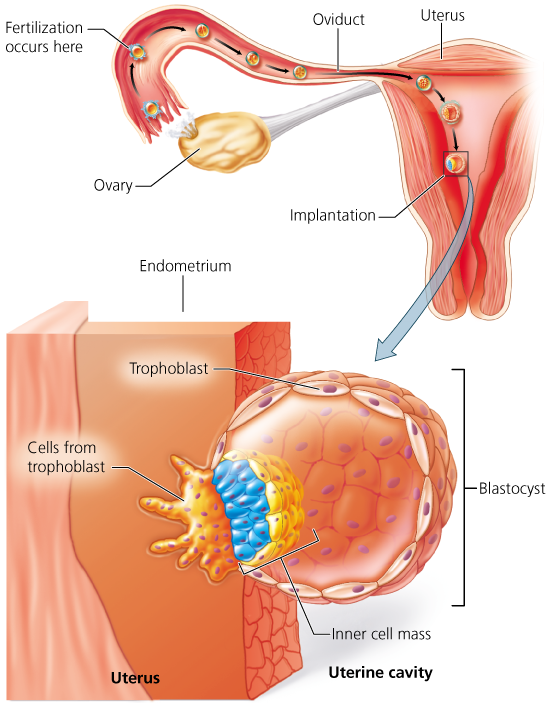 Fertilization
occurs here
Oviduct
Uterus
Ovary
Implantation
Endometrium
Trophoblast
Cells from
trophoblast
Blastocyst
Inner cell mass
Uterus
Uterine cavity